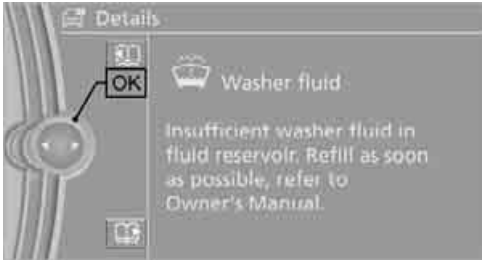 Details
OK
Washer fluid
Insufficient washer fluid in
fluid reservoir. Refill as soon
as possible, refer to
Owner's Manual.